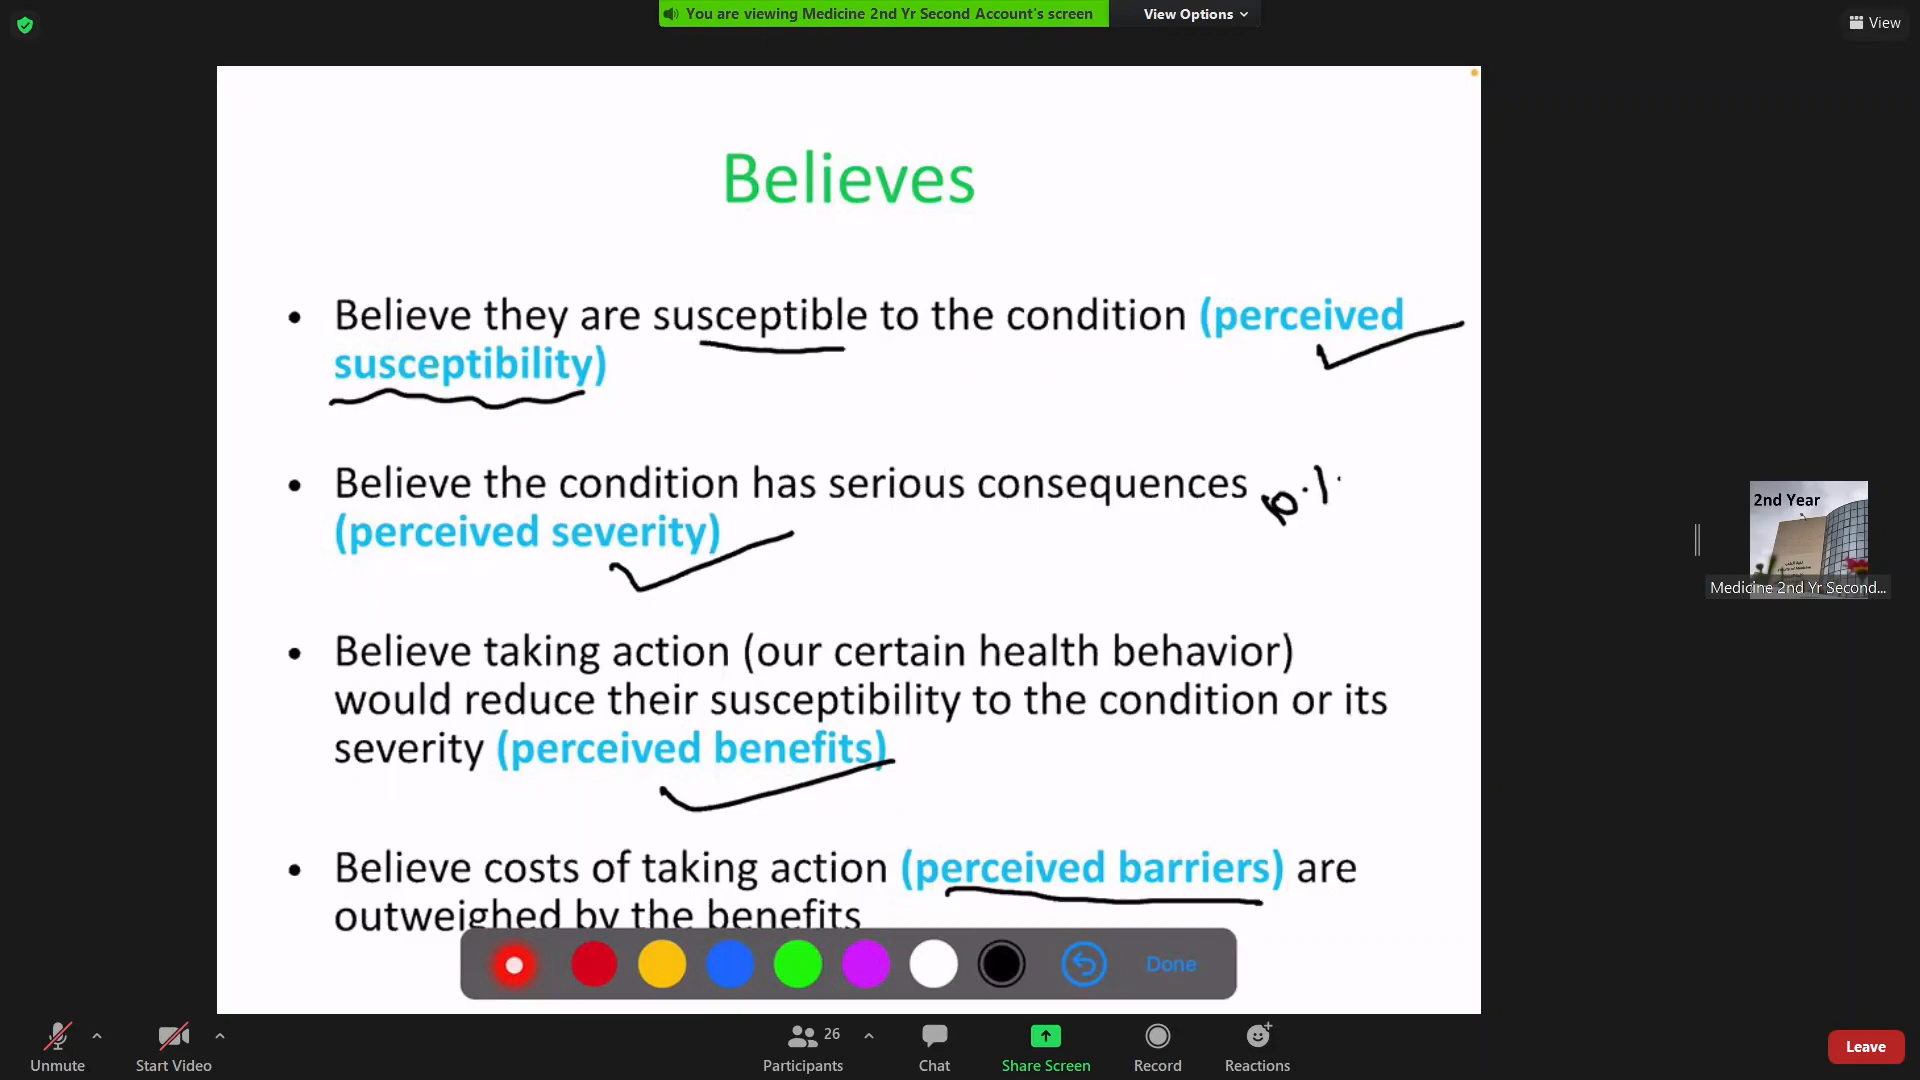 You are viewing Medicine 2nd Yr Second Account's screen
View Options
View
Believes
• Believe they are susceptible to the condition (perceived
susceptibility)
• Believe the condition has serious consequences
(perceived severity)
• Believe taking action (our certain health behavior)
would reduce their susceptibility to the condition or its
severity (perceived benefits)
• Believe costs of taking action (perceived barriers) are
outweighed by the benefits
Done
2nd Year
Medicine 2nd Yr Second...
Unmute
Start Video
26
Participants
Chat
Share Screen
Record
Reactions
Leave